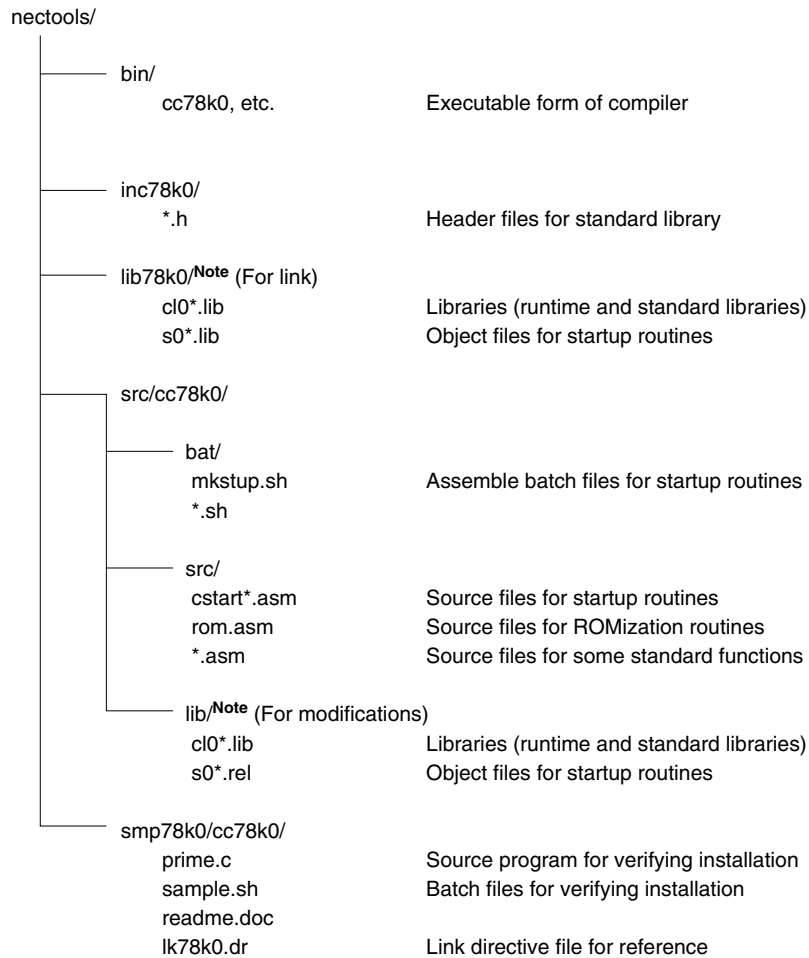 nectools/
bin/
cc78k0, etc. Executable form of compiler
inc78k0/
*.h Header files for standard library
lib78k0/Note (For link)
cl0*.lib Libraries (runtime and standard libraries)
s0*.lib Object files for startup routines
src/cc78k0/
bat/
mkstup.sh Assemble batch files for startup routines
*.sh
src/
cstart*.asm Source files for startup routines
rom.asm Source files for ROMization routines
*.asm Source files for some standard functions
lib/Note (For modifications)
cl0*.lib Libraries (runtime and standard libraries)
s0*.rel Object files for startup routines
smp78k0/cc78k0/
prime.c Source program for verifying installation
sample.sh Batch files for verifying installation
readme.doc
lk78k0.dr Link directive file for reference